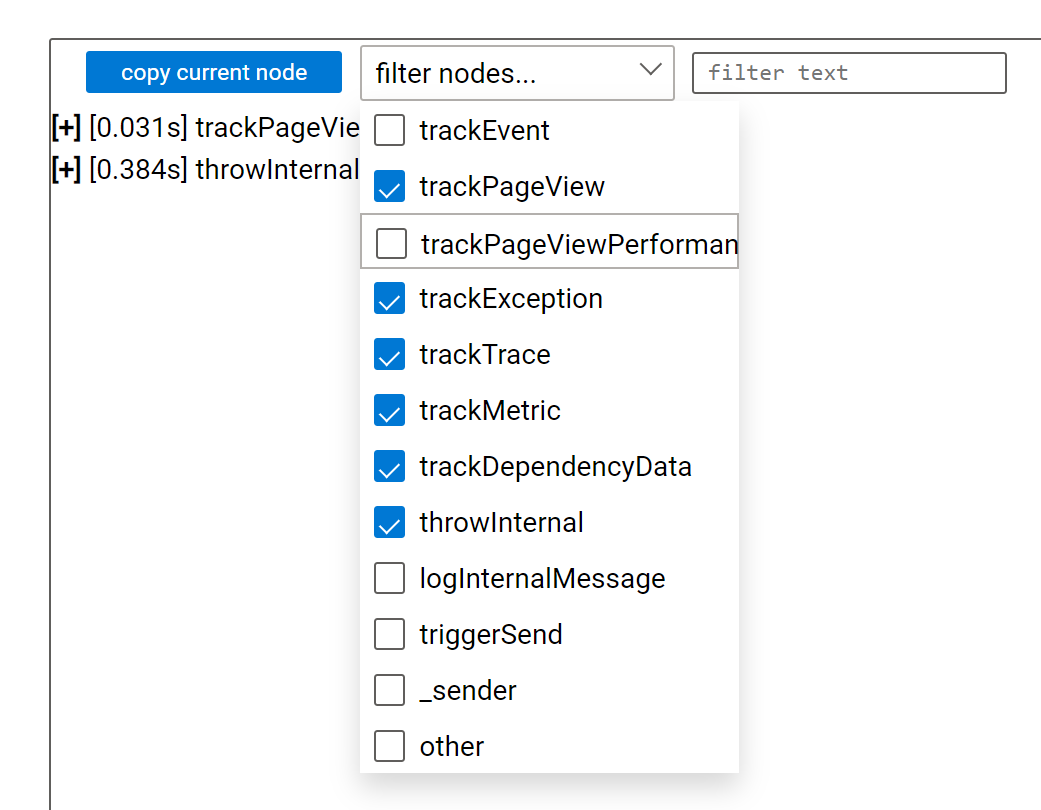 copy current node
filter nodes...
filter text
[+] [0.031s] trackPageVie
[+] [0.384s] throwInternal
trackEvent
trackPageView
trackPageViewPerforman
trackException
trackTrace
trackMetric
trackDependencyData
throwInternal
logInternalMessage
triggerSend
_sender
other